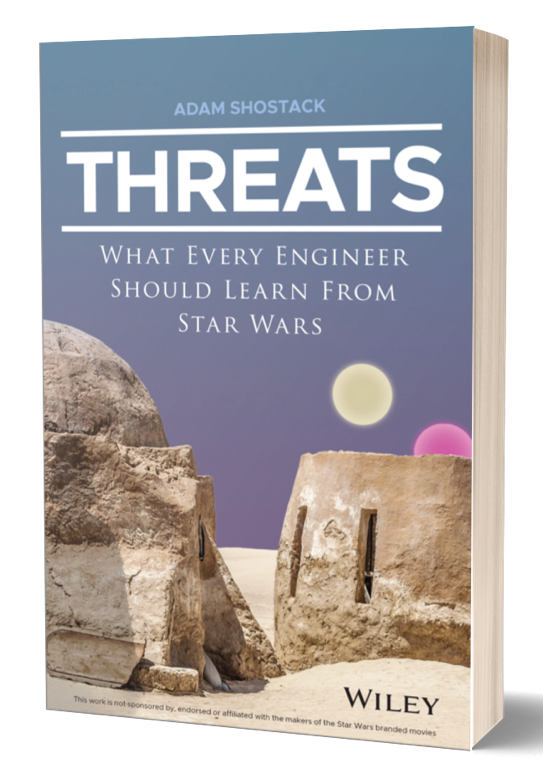 ADAM SHOSTACK
THREATS
WHAT EVERY ENGINEER
SHOULD LEARN FROM
STAR WARS
WILEY
This work is not sponsored by, endorsed or affiliated with the makers of the Star Wars branded movies